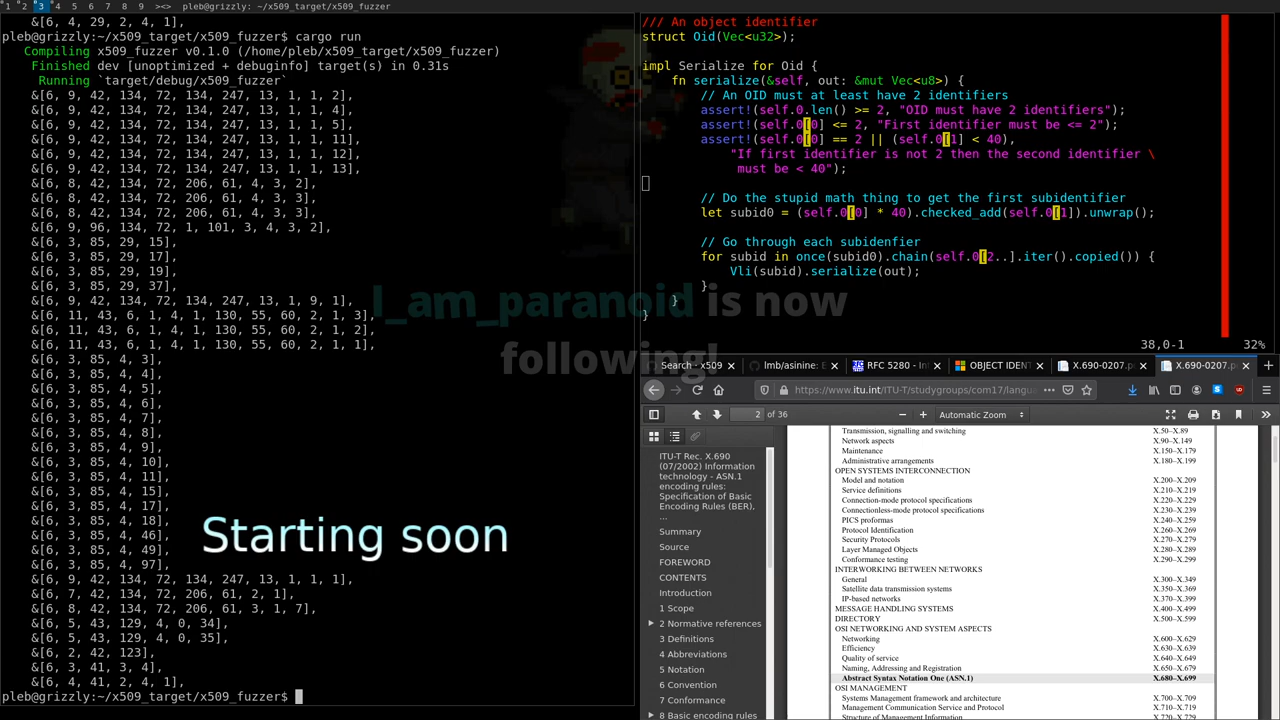 1 2 3 4 5 6 7 8 9 ><> pleb@grizzly: ~/x509_target/x509_fuzzer
&[6, 4, 29, 2, 4, 1],
pleb@grizzly:~/x509_target/x509_fuzzer$ cargo run
Compiling x509_fuzzer v0.1.0 (/home/pleb/x509_target/x509_fuzzer)
Finished dev [unoptimized + debuginfo] target(s) in 0.31s
Running `target/debug/x509_fuzzer`
&[6, 9, 42, 134, 72, 134, 247, 13, 1, 1, 2],
&[6, 9, 42, 134, 72, 134, 247, 13, 1, 1, 4],
&[6, 9, 42, 134, 72, 134, 247, 13, 1, 1, 5],
&[6, 9, 42, 134, 72, 134, 247, 13, 1, 1, 11],
&[6, 9, 42, 134, 72, 134, 247, 13, 1, 1, 12],
&[6, 9, 42, 134, 72, 134, 247, 13, 1, 1, 13],
&[6, 8, 42, 134, 72, 206, 61, 4, 3, 2],
&[6, 8, 42, 134, 72, 206, 61, 4, 3, 3],
&[6, 8, 42, 134, 72, 206, 61, 4, 3, 3],
&[6, 9, 96, 134, 72, 1, 101, 3, 4, 3, 2],
&[6, 3, 85, 29, 15],
&[6, 3, 85, 29, 17],
&[6, 3, 85, 29, 19],
&[6, 3, 85, 29, 37],
&[6, 9, 42, 134, 72, 134, 247, 13, 1, 9, 1],
&[6, 11, 43, 6, 1, 4, 1, 130, 55, 60, 2, 1, 3],
&[6, 11, 43, 6, 1, 4, 1, 130, 55, 60, 2, 1, 2],
&[6, 11, 43, 6, 1, 4, 1, 130, 55, 60, 2, 1, 1],
&[6, 3, 85, 4, 3],
&[6, 3, 85, 4, 4],
&[6, 3, 85, 4, 5],
&[6, 3, 85, 4, 6],
&[6, 3, 85, 4, 7],
&[6, 3, 85, 4, 8],
&[6, 3, 85, 4, 9],
&[6, 3, 85, 4, 10],
&[6, 3, 85, 4, 11],
&[6, 3, 85, 4, 15],
&[6, 3, 85, 4, 17],
&[6, 3, 85, 4, 18],
&[6, 3, 85, 4, 46],
&[6, 3, 85, 4, 49],
&[6, 3, 85, 4, 97],
&[6, 9, 42, 134, 72, 134, 247, 13, 1, 1, 1],
&[6, 7, 42, 134, 72, 206, 61, 2, 1],
&[6, 8, 42, 134, 72, 206, 61, 3, 1, 7],
&[6, 5, 43, 129, 4, 0, 34],
&[6, 5, 43, 129, 4, 0, 35],
&[6, 2, 42, 123],
&[6, 3, 41, 3, 4],
&[6, 4, 41, 2, 4, 1],
pleb@grizzly:~/x509_target/x509_fuzzer$
I_am_paranoid is now
following!
Starting soon
/// An object identifier
struct Oid(Vec<u32>);
impl Serialize for Oid {
fn serialize(&self, out: &mut Vec<u8>) {
// An OID must at least have 2 identifiers
assert!(self.0.len() >= 2, "OID must have 2 identifiers");
assert!(self.0[0] <= 2, "First identifier must be <= 2");
assert!(self.0[0] == 2 || (self.0[1] < 40),
"If first identifier is not 2 then the second identifier \
must be < 40");
// Do the stupid math thing to get the first subidentifier
let subid0 = (self.0[0] * 40).checked_add(self.0[1]).unwrap();
// Go through each subidenfier
for subid in once(subid0).chain(self.0[2..].iter().copied()) {
Vli(subid).serialize(out);
}
}
}
38,0-1 32%
Search - x509 lmb/asinine: E RFC 5280 - In OBJECT IDENT X.690-0207.p X.690-0207.p
https://www.itu.int/ITU-T/studygroups/com17/langu
2 of 36 Automatic Zoom
ITU-T Rec. X.690
(07/2002) Information
technology - ASN.1
encoding rules:
Specification of Basic
Encoding Rules (BER),
...
Summary
Source
FOREWORD
CONTENTS
Introduction
1 Scope
2 Normative references
3 Definitions
4 Abbreviations
5 Notation
6 Convention
7 Conformance
8 Basic encoding rules
Transmission, signalling and switching X.50–X.89
Network aspects X.90–X.149
Maintenance X.150–X.179
Administrative arrangements X.180–X.199
OPEN SYSTEMS INTERCONNECTION
Model and notation X.200–X.209
Service definitions X.210–X.219
Connection-mode protocol specifications X.220–X.229
Connectionless-mode protocol specifications X.230–X.239
PICS proformas X.240–X.259
Protocol Identification X.260–X.269
Security Protocols X.270–X.279
Layer Managed Objects X.280–X.289
Conformance testing X.290–X.299
INTERWORKING BETWEEN NETWORKS
General X.300–X.349
Satellite data transmission systems X.350–X.369
IP-based networks X.370–X.399
MESSAGE HANDLING SYSTEMS X.400–X.499
DIRECTORY X.500–X.599
OSI NETWORKING AND SYSTEM ASPECTS
Networking X.600–X.629
Efficiency X.630–X.639
Quality of service X.640–X.649
Naming, Addressing and Registration X.650–X.679
Abstract Syntax Notation One (ASN.1) X.680–X.699
OSI MANAGEMENT
Systems Management framework and architecture X.700–X.709
Management Communication Service and Protocol X.710–X.719
Structure of Management Information X.720–X.729